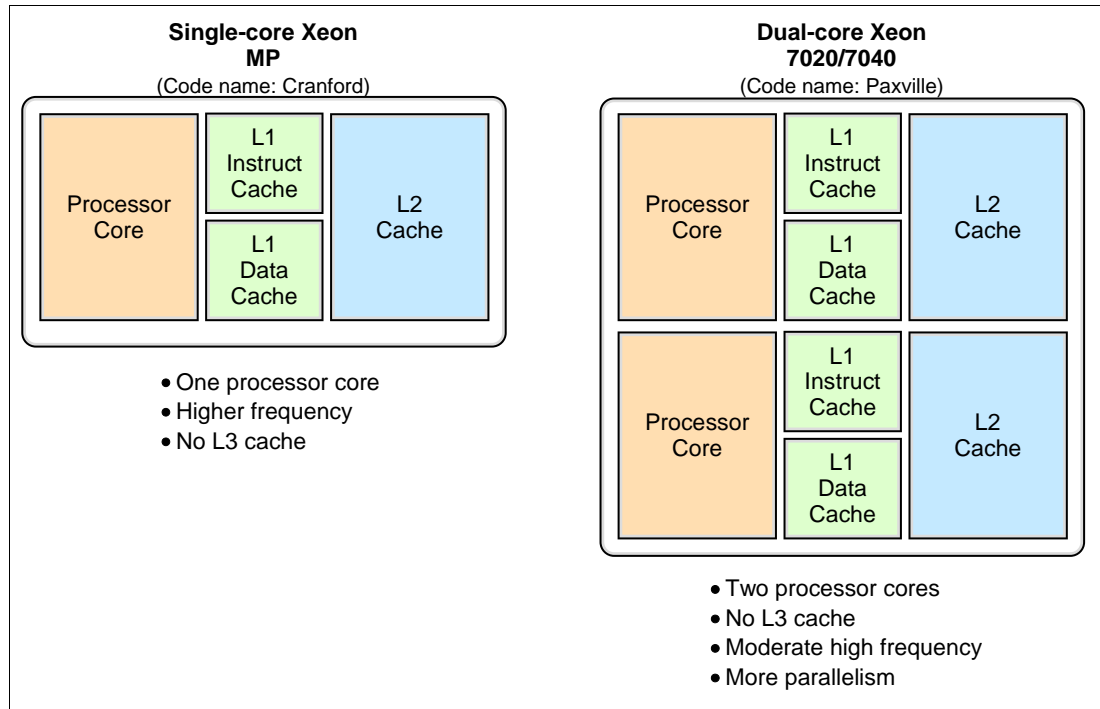 Single-core Xeon
MP
(Code name: Cranford)
Processor
Core
L1
Instruct
Cache
L1
Data
Cache
L2
Cache
• One processor core
• Higher frequency
• No L3 cache
Dual-core Xeon
7020/7040
(Code name: Paxville)
Processor
Core
L1
Instruct
Cache
L1
Data
Cache
L2
Cache
Processor
Core
L1
Instruct
Cache
L1
Data
Cache
L2
Cache
• Two processor cores
• No L3 cache
• Moderate high frequency
• More parallelism